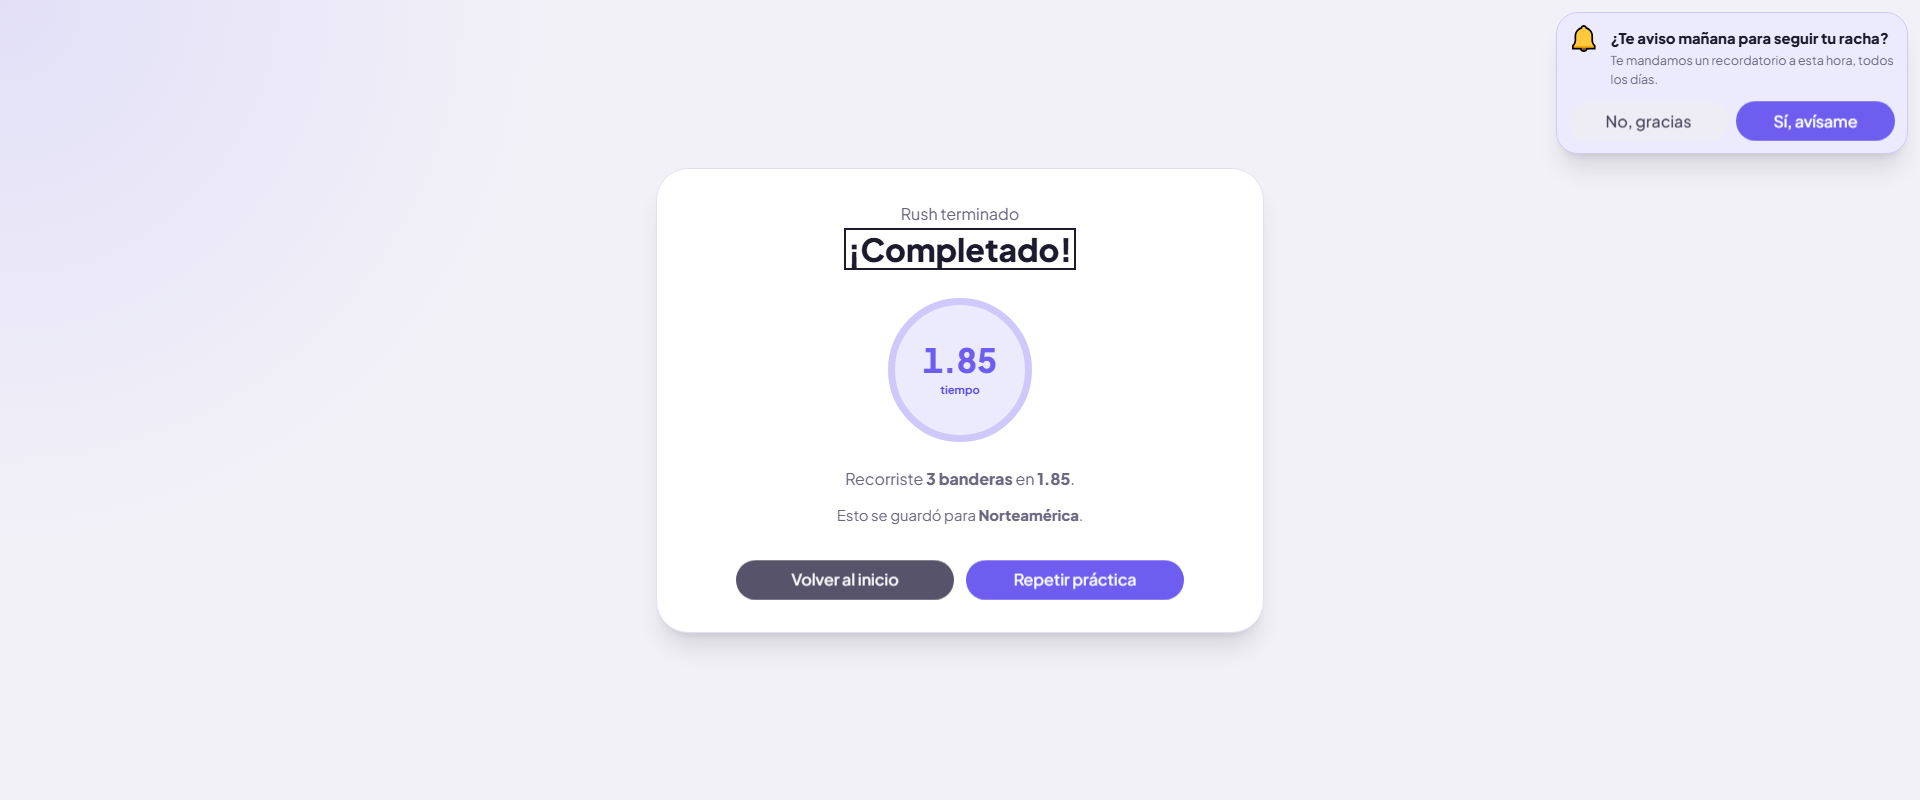 ¿Te aviso mañana para seguir tu racha?
Te mandamos un recordatorio a esta hora, todos
los días.
No, gracias
Sí, avísame
Rush terminado
¡Completado!
1.85
tiempo
Recorriste 3 banderas en 1.85.
Esto se guardó para Norteamérica.
Volver al inicio
Repetir práctica